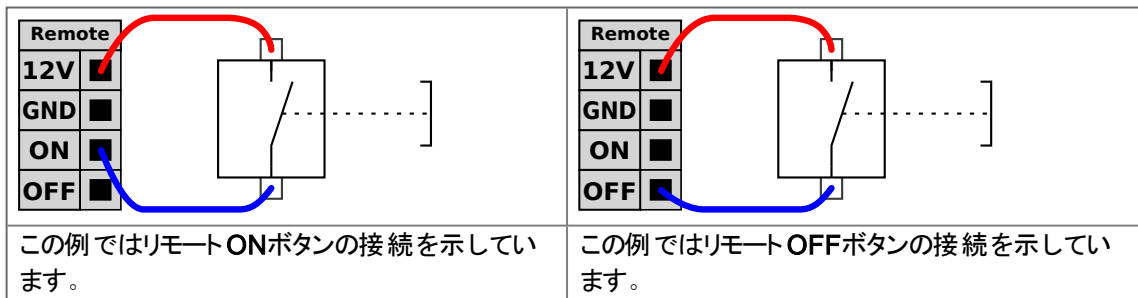 Remote
12V
GND
ON
OFF
この例ではリモートONボタンの接続を示してい
ます。
Remote
12V
GND
ON
OFF
この例ではリモートOFFボタンの接続を示してい
ます。